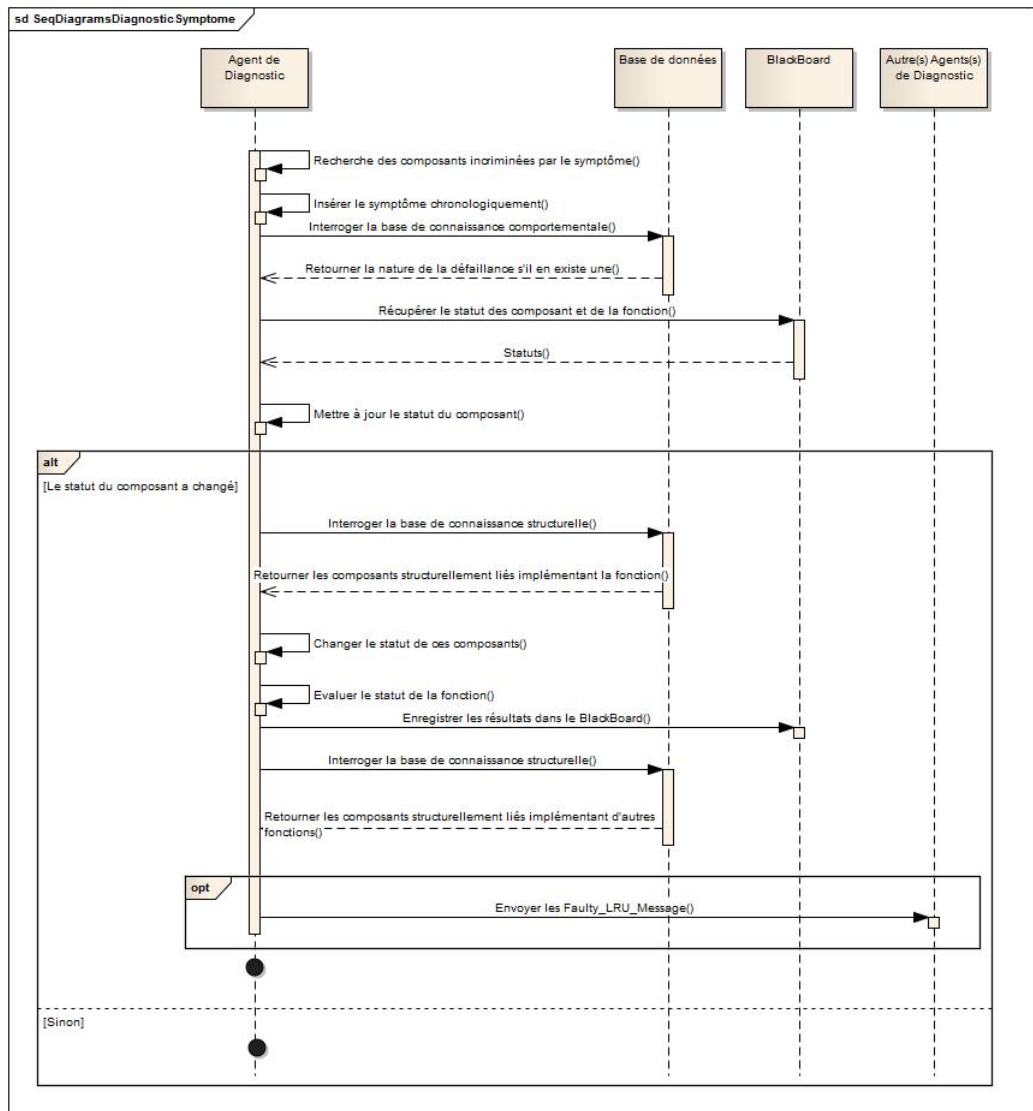 sd SeqDiagramsDiagnosticSymptome
Agent de
Diagnostic
Base de données
BlackBoard
Autre(s) Agents(s)
de Diagnostic
Recherche des composants incriminées par le symptôme()
Insérer le symptôme chronologiquement()
Interroger la base de connaissance comportementale()
Retourner la nature de la défaillance s'il en existe une()
Récupérer le statut des composant et de la fonction()
Statuts()
Mettre à jour le statut du composant()
alt
[Le statut du composant a changé]
Interroger la base de connaissance structurelle()
Retourner les composants structurellement liés implémentant la fonction()
Changer le statut de ces composants()
Evaluer le statut de la fonction()
Enregistrer les résultats dans le BlackBoard()
Interroger la base de connaissance structurelle()
Retourner les composants structurellement liés implémentant d'autres
fonctions()
opt
Envoyer les Faulty_LRU_Message()
[Sinon]